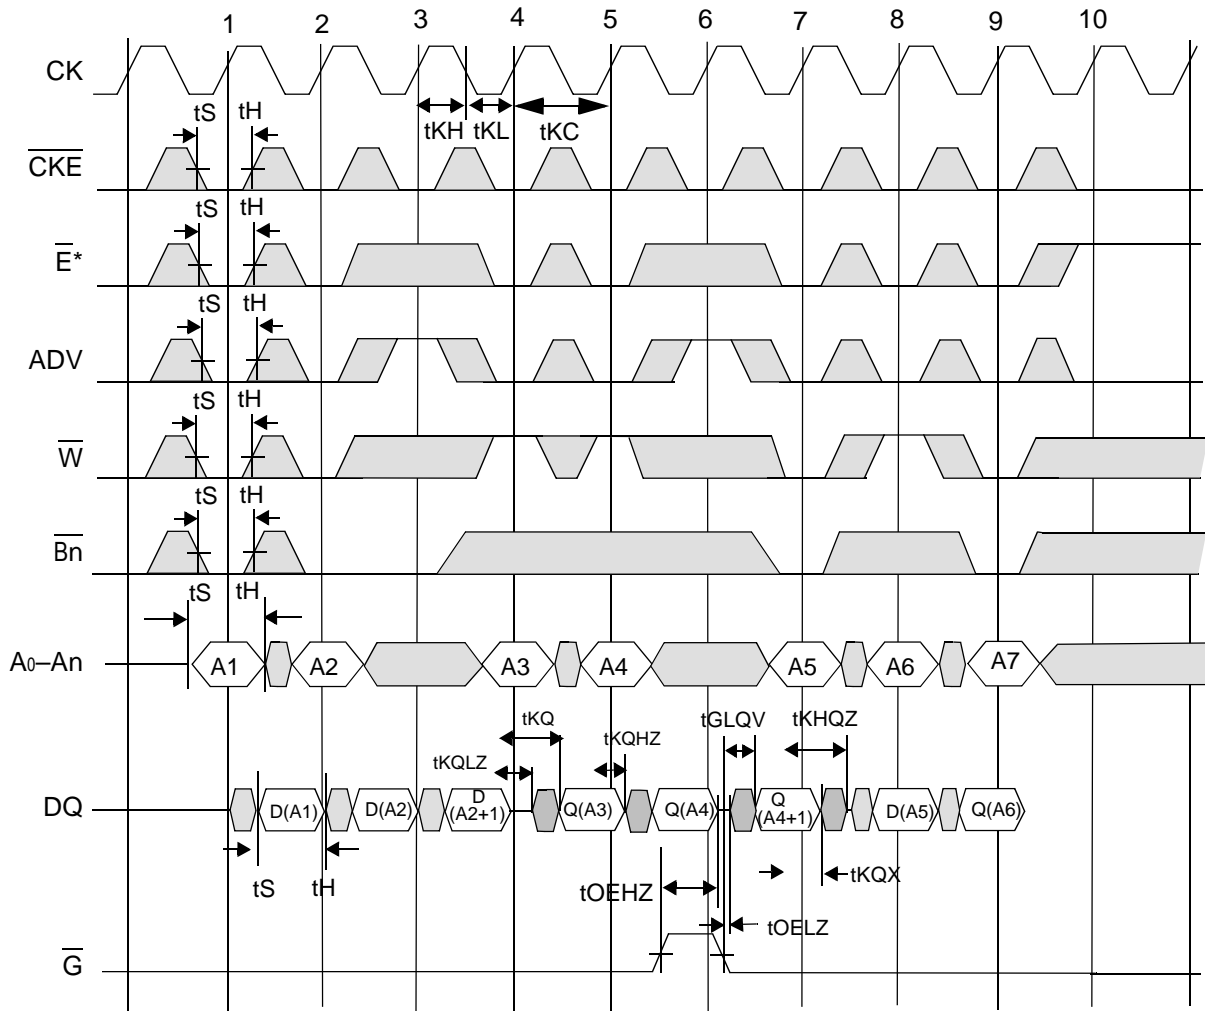 1 2 3 4 5 6 7 8 9 10
CK
tS tH tKH tKL tKC
CKE
tS tH
E*
tS tH
ADV
tS tH
W
tS tH
Bn
tS tH
A0–An A1 A2 A3 A4 A5 A6 A7
tKQ tGLQV tKHQZ
tKQLZ tKQHZ
DQ D(A1) D(A2) D
(A2+1) Q(A3) Q(A4) Q
(A4+1) D(A5) Q(A6)
tS tH tOEHZ tKQX
tOELZ
G